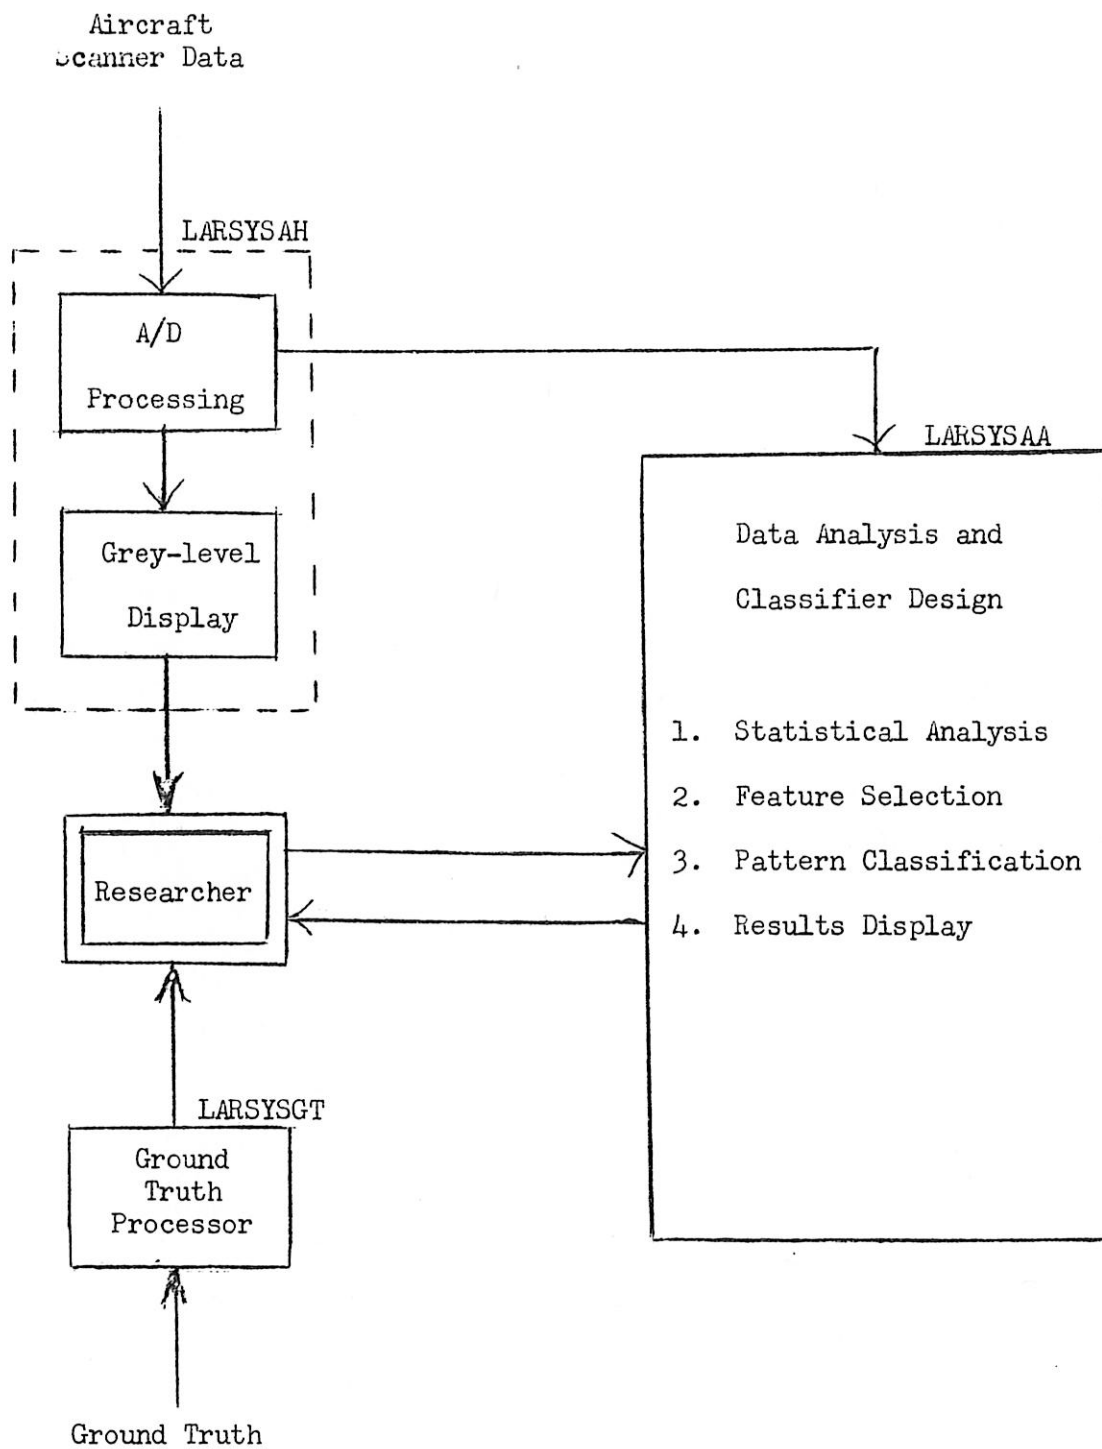 Aircraft
Scanner Data
LARSYSAH
A/D
Processing
Grey-level
Display
Researcher
LARSYSGT
Ground
Truth
Processor
Ground Truth
LARSYSAA
Data Analysis and
Classifier Design
1. Statistical Analysis
2. Feature Selection
3. Pattern Classification
4. Results Display